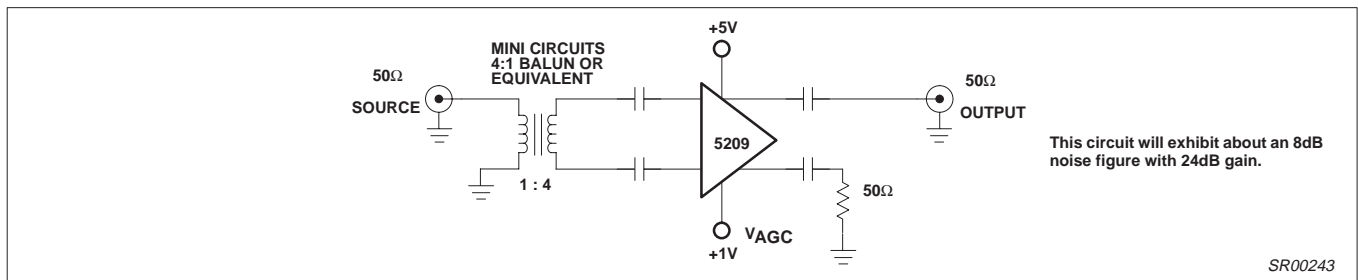 +5V
MINI CIRCUITS
4:1 BALUN OR
EQUIVALENT
50Ω
SOURCE
50Ω
OUTPUT
5209
This circuit will exhibit about an 8dB
noise figure with 24dB gain.
1 : 4
50Ω
VAGC
+1V
SR00243